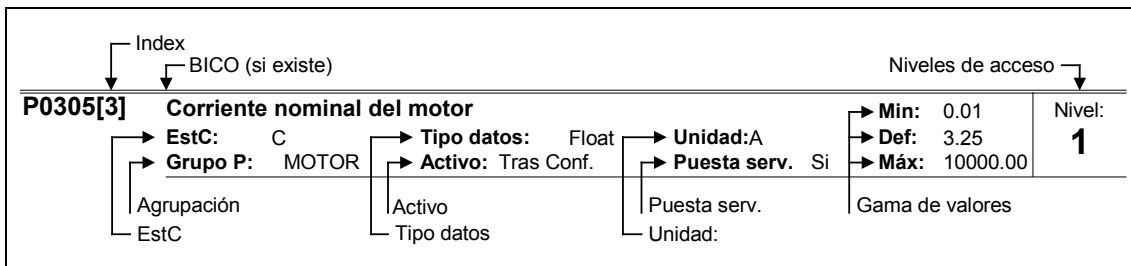 Index
BICO (si existe) Niveles de acceso
P0305[3] Corriente nominal del motor Min: 0.01 Nivel:
EstC: C Tipo datos: Float Unidad:A Def: 3.25 1
Grupo P: MOTOR Activo: Tras Conf. Puesta serv. Si Máx: 10000.00
Agrupación Activo Puesta serv. Gama de valores
EstC Tipo datos Unidad: